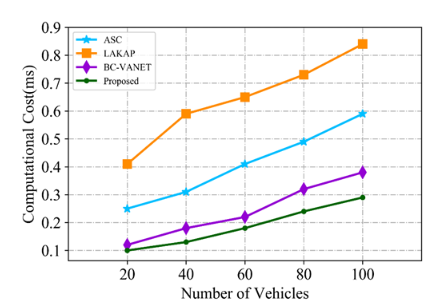 0.9
0.8
0.7
0.6
0.5
0.4
0.3
0.2
0.1
Computational Cost(ms)
ASC
LAKAP
BC-VANET
Proposed
20 40 60 80 100
Number of Vehicles